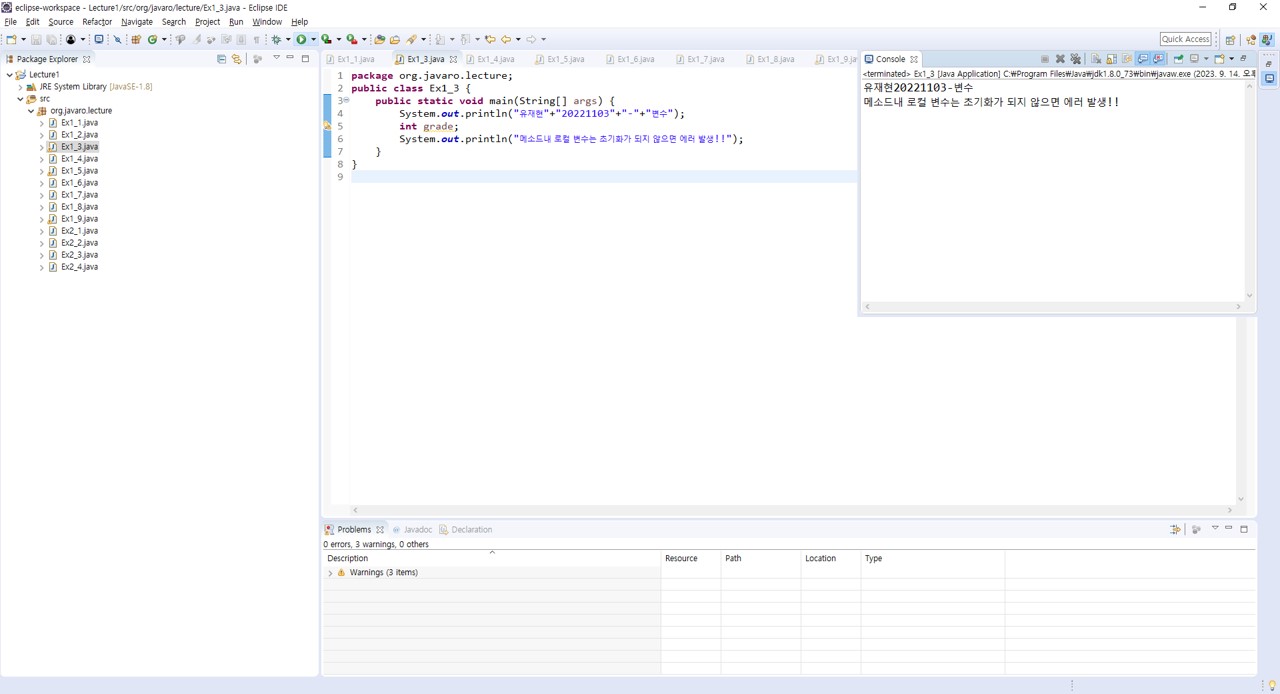 eclipse-workspace - Lecture1/src/org/javaro/lecture/Ex1_3.java - Eclipse IDE
File Edit Source Refactor Navigate Search Project Run Window Help
Quick Access
Package Explorer
Lecture1
JRE System Library [JavaSE-1.8]
src
org.javaro.lecture
Ex1_1.java
Ex1_2.java
Ex1_3.java
Ex1_4.java
Ex1_5.java
Ex1_6.java
Ex1_7.java
Ex1_8.java
Ex1_9.java
Ex2_1.java
Ex2_2.java
Ex2_3.java
Ex2_4.java
Ex1_1.java Ex1_3.java Ex1_4.java Ex1_5.java Ex1_6.java Ex1_7.java Ex1_8.java Ex1_9.ja
1 package org.javaro.lecture;
2 public class Ex1_3 {
3 public static void main(String[] args) {
4 System.out.println("유재현"+"20221103"+"-"+"변수");
5 int grade;
6 System.out.println("메소드내 로컬 변수는 초기화가 되지 않으면 에러 발생!!");
7 }
8 }
9
Console
<terminated> Ex1_3 [Java Application] C:₩Program Files₩Java₩jdk1.8.0_73₩bin₩javaw.exe (2023. 9. 14. 오후
유재현20221103-변수
메소드내 로컬 변수는 초기화가 되지 않으면 에러 발생!!
Problems Javadoc Declaration
0 errors, 3 warnings, 0 others
Description Resource Path Location Type
Warnings (3 items)